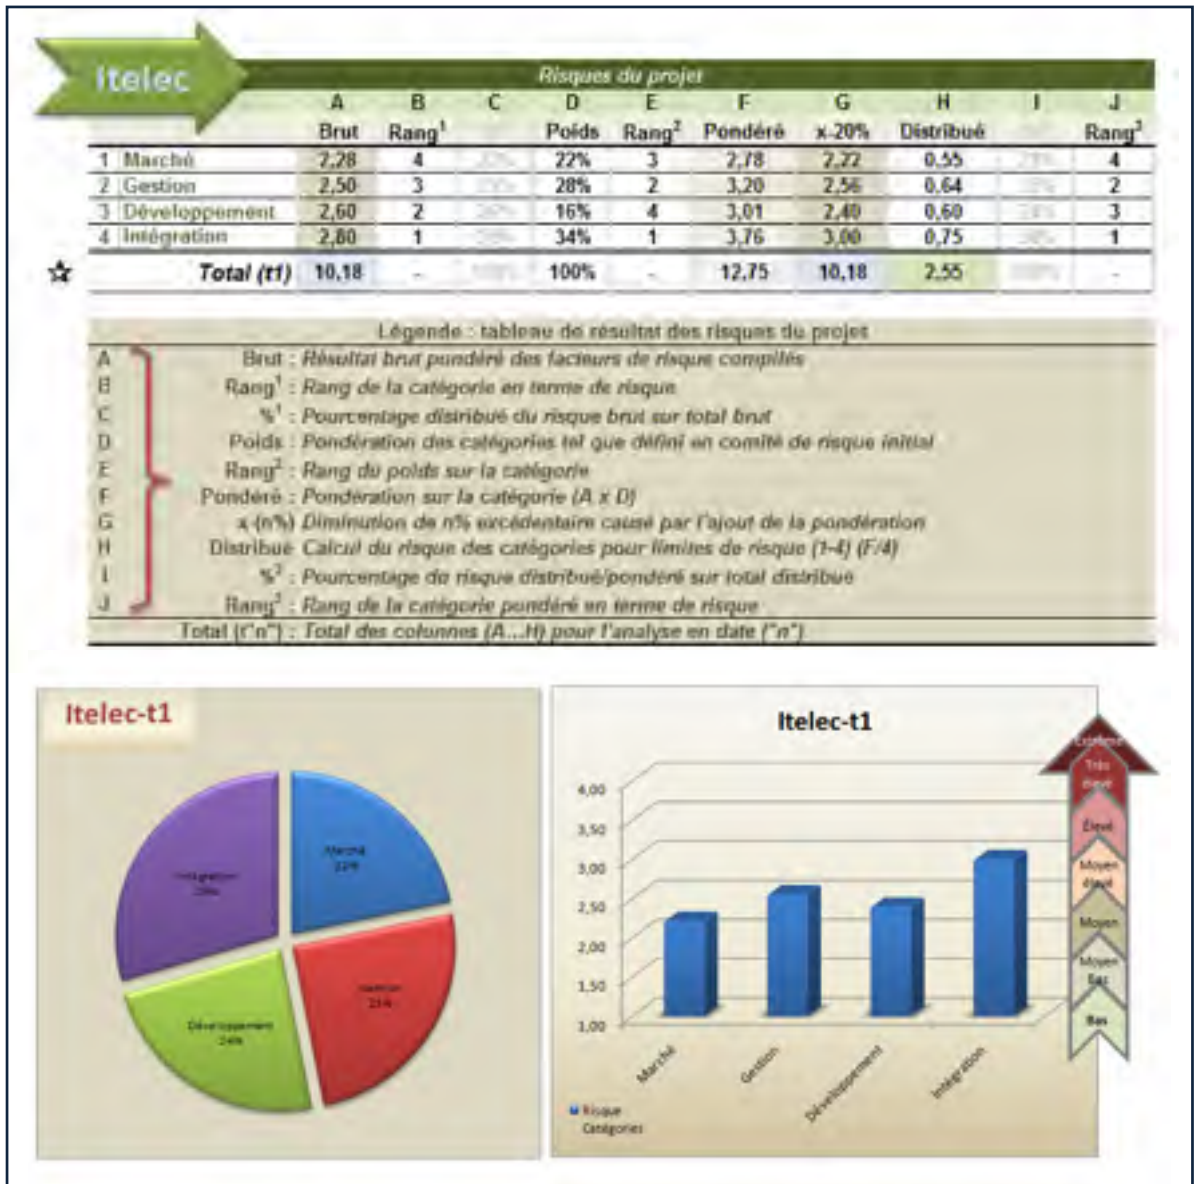 Itelec
Risques du projet
A B C D E F G H I J
Brut Rang¹ Poids Rang² Pondéré x-20% Distribué Rang³
1 Marché 2,28 4 22% 3 2,78 2,22 0,55 4
2 Gestion 2,50 3 28% 2 3,20 2,56 0,64 2
3 Développement 2,60 2 16% 4 3,01 2,40 0,60 3
4 Intégration 2,80 1 34% 1 3,76 3,00 0,75 1
Total (t1) 10,18 - 100% - 12,75 10,18 2,55 -
Légende : tableau de résultat des risques du projet
A Brut : Résultat brut pondéré des facteurs de risque compilés
B Rang¹ : Rang de la catégorie en terme de risque
C %¹ : Pourcentage distribué du risque brut sur total brut
D Poids : Pondération des catégories tel que défini en comité de risque initial
E Rang² : Rang du poids sur la catégorie
F Pondéré : Pondération sur la catégorie (A x D)
G x-(n%) Diminution de n% excédentaire causé par l'ajout de la pondération
H Distribué Calcul du risque des catégories pour limites de risque (1-4) (F/4)
I %² : Pourcentage de risque distribué/pondéré sur total distribué
J Rang³ : Rang de la catégorie pondéré en terme de risque
Total (t"n") : Total des colonnes (A...H) pour l'analyse en date ("n")
Itelec-t1
Marché
22%
Intégration
Gestion
25%
Développement
24%
Itelec-t1
4,00
3,50
3,00
2,50
2,00
1,50
1,00
Marché
Gestion
Développement
Intégration
Risque
Catégories
Extrême
Très
élevé
Élevé
Moyen
élevé
Moyen
Moyen
Bas
Bas